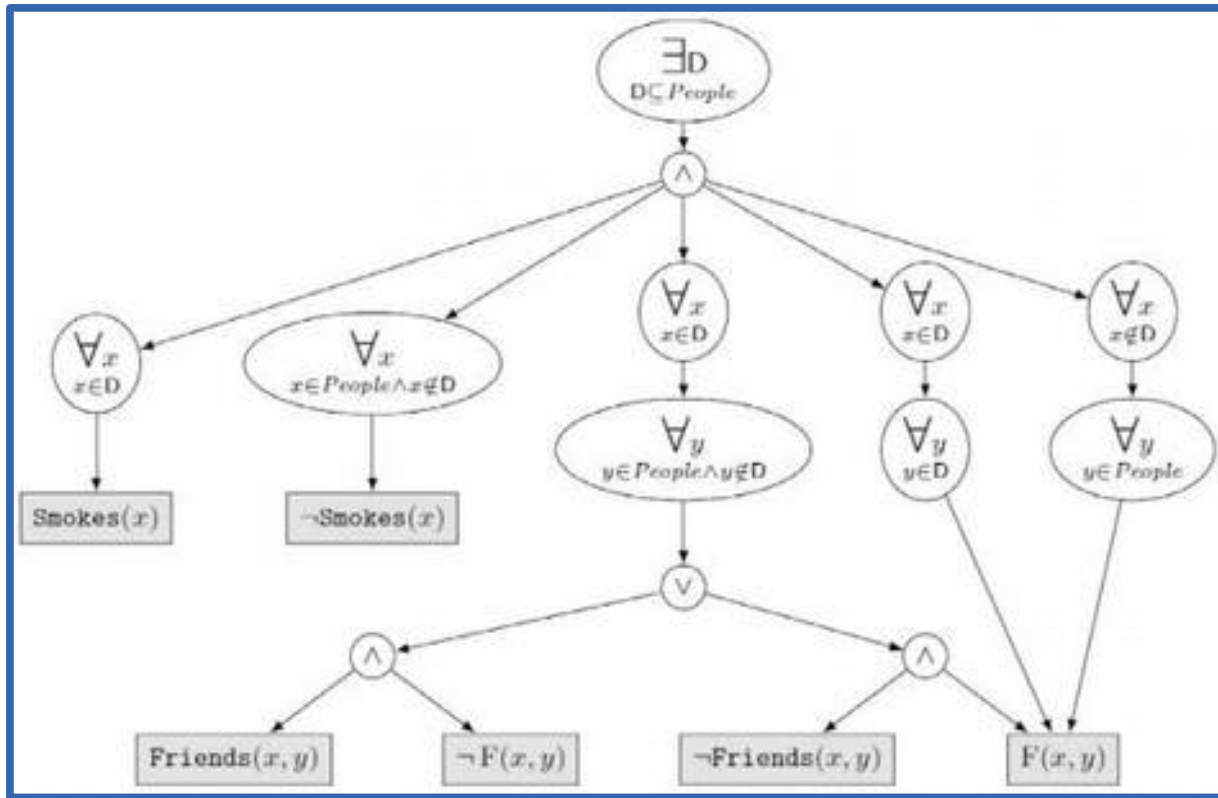 ∃D
D⊆People
∧
∀x
x∈D
∀x
x∈People∧x∉D
∀x
x∈D
∀x
x∈D
∀x
x∉D
∀y
y∈People∧y∉D
∀y
y∈D
∀y
y∈People
Smokes(x)
¬Smokes(x)
∨
∧
∧
Friends(x, y)
¬ F(x, y)
¬Friends(x, y)
F(x, y)